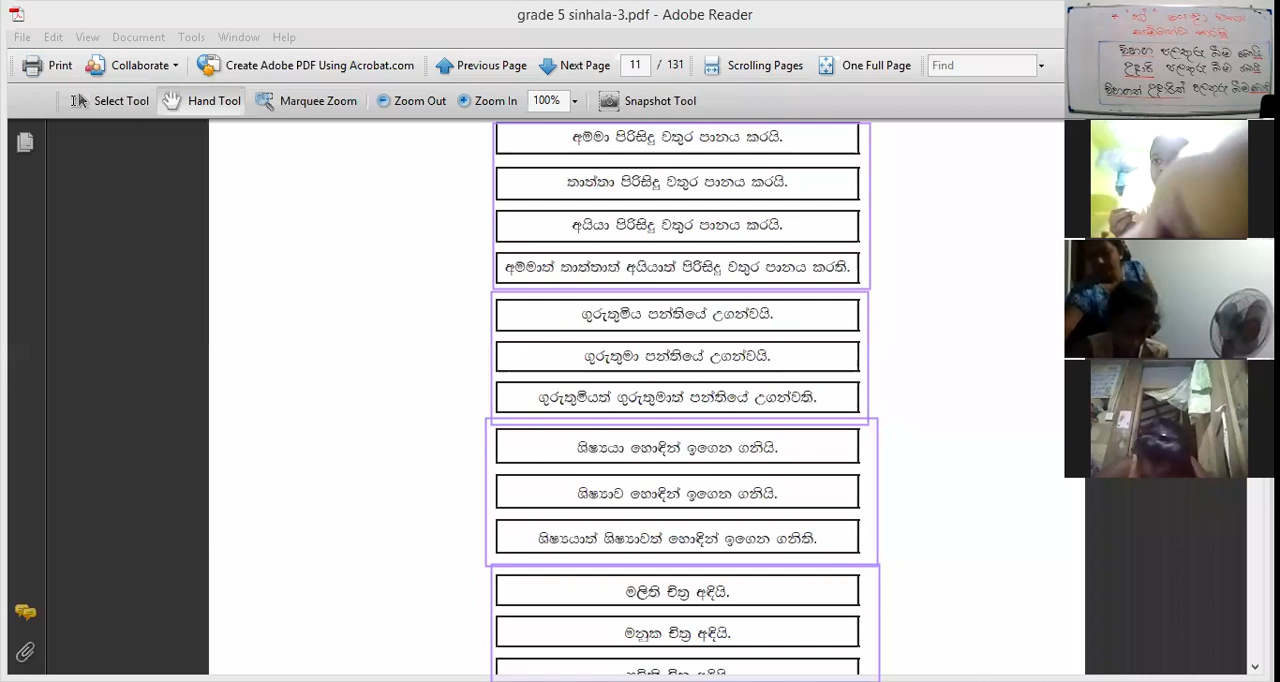 grade 5 sinhala-3.pdf - Adobe Reader
File Edit View Document Tools Window Help
Print Collaborate Create Adobe PDF Using Acrobat.com Previous Page Next Page 11 / 131 Scrolling Pages One Full Page Find
Select Tool Hand Tool Marquee Zoom Zoom Out Zoom In 100% Snapshot Tool
අම්මා පිරිසිදු වතුර පානය කරයි.
තාත්තා පිරිසිදු වතුර පානය කරයි.
අයියා පිරිසිදු වතුර පානය කරයි.
අම්මාත් තාත්තාත් අයියාත් පිරිසිදු වතුර පානය කරති.
ගුරුතුමිය පන්තියේ උගන්වයි.
ගුරුතුමා පන්තියේ උගන්වයි.
ගුරුතුමියත් ගුරුතුමාත් පන්තියේ උගන්වති.
ශිෂ්‍යයා හොඳින් ඉගෙන ගනියි.
ශිෂ්‍යාව හොඳින් ඉගෙන ගනියි.
ශිෂ්‍යයාත් ශිෂ්‍යාවත් හොඳින් ඉගෙන ගනිති.
මලිති චිත්‍ර අඳියි.
මනුක චිත්‍ර අඳියි.